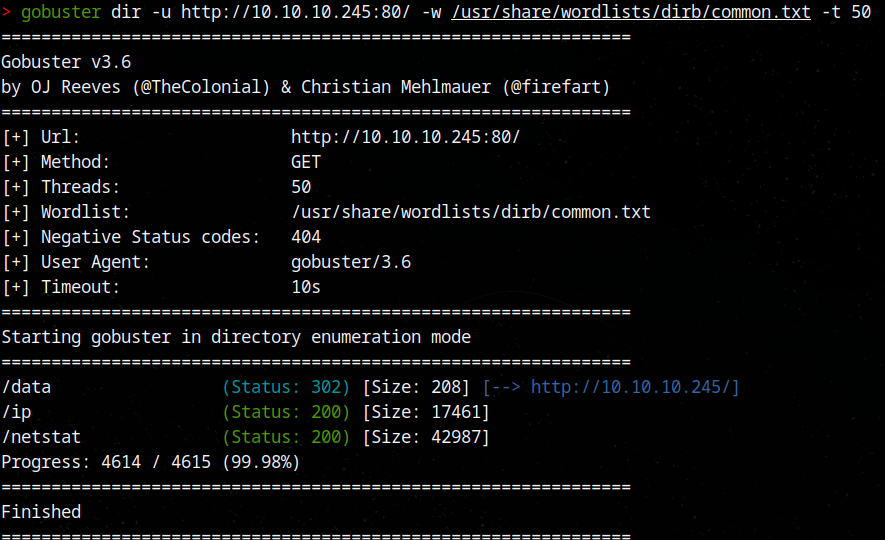 > gobuster dir -u http://10.10.10.245:80/ -w /usr/share/wordlists/dirb/common.txt -t 50
===============================================================
Gobuster v3.6
by OJ Reeves (@TheColonial) & Christian Mehlmauer (@firefart)
===============================================================
[+] Url:                     http://10.10.10.245:80/
[+] Method:                  GET
[+] Threads:                 50
[+] Wordlist:                /usr/share/wordlists/dirb/common.txt
[+] Negative Status codes:   404
[+] User Agent:              gobuster/3.6
[+] Timeout:                 10s
===============================================================
Starting gobuster in directory enumeration mode
===============================================================
/data                 (Status: 302) [Size: 208] [--> http://10.10.10.245/]
/ip                   (Status: 200) [Size: 17461]
/netstat              (Status: 200) [Size: 42987]
Progress: 4614 / 4615 (99.98%)
===============================================================
Finished
===============================================================